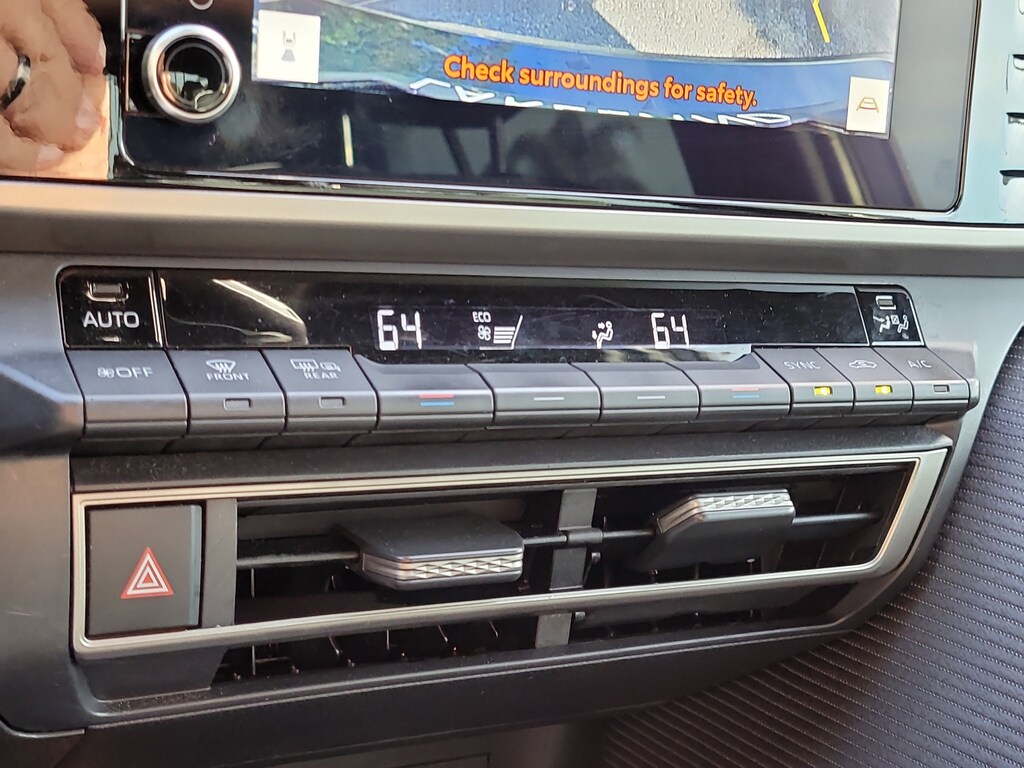 Check surroundings for safety.
AUTO
64
ECO
64
OFF
FRONT
REAR
SYNC
A/C